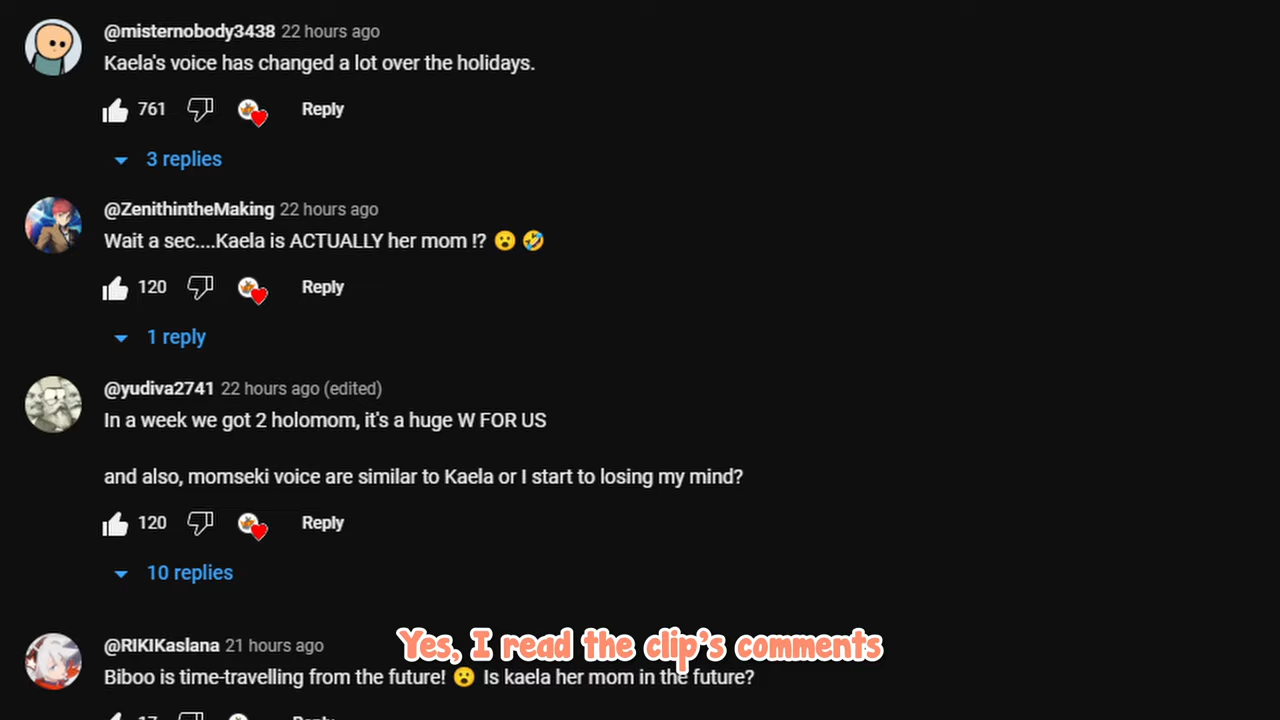 @misternobody3438 22 hours ago
Kaela's voice has changed a lot over the holidays.
761 Reply
3 replies
@ZenithintheMaking 22 hours ago
Wait a sec....Kaela is ACTUALLY her mom !? 😮 🤣
120 Reply
1 reply
@yudiva2741 22 hours ago (edited)
In a week we got 2 holomom, it's a huge W FOR US
and also, momseki voice are similar to Kaela or I start to losing my mind?
120 Reply
10 replies
@RIKIKaslana 21 hours ago
Yes, I read the clip's comments
Biboo is time-travelling from the future! 😮 Is kaela her mom in the future?
17 Reply